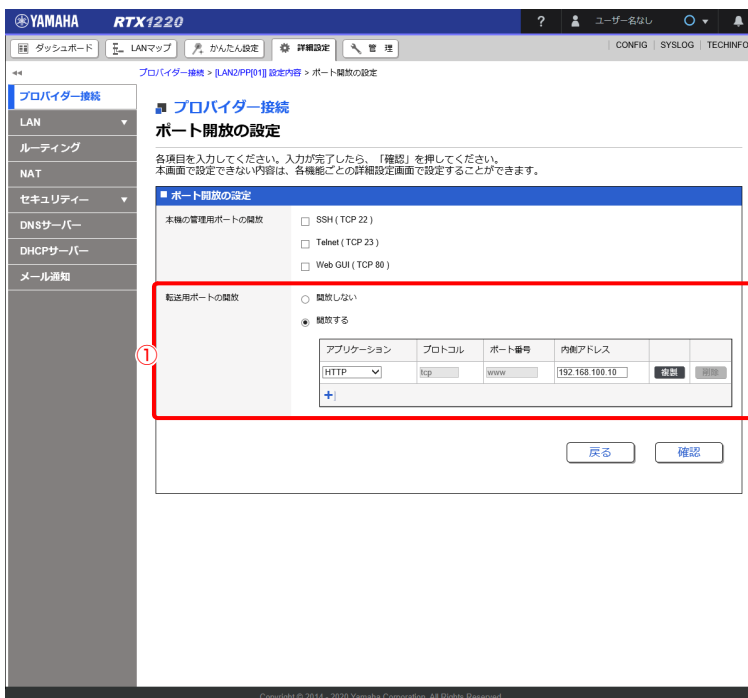 YAMAHA RTX1220 ? ユーザー名なし
ダッシュボード LANマップ かんたん設定 詳細設定 管理 CONFIG SYSLOG TECHINFO
プロバイダー接続 > [LAN2/PP[01]] 設定内容 > ポート開放の設定
プロバイダー接続
LAN
ルーティング
NAT
セキュリティー
DNSサーバー
DHCPサーバー
メール通知
プロバイダー接続
ポート開放の設定
各項目を入力してください。入力が完了したら、「確認」を押してください。
本画面で設定できない内容は、各機能ごとの詳細設定画面で設定することができます。
ポート開放の設定
本機の管理用ポートの開放 SSH ( TCP 22 )
Telnet ( TCP 23 )
Web GUI ( TCP 80 )
①
転送用ポートの開放 開放しない
開放する
アプリケーション プロトコル ポート番号 内側アドレス
HTTP tcp www 192.168.100.10 複製 削除
+
戻る 確認
Copyright © 2014 - 2020 Yamaha Corporation. All Rights Reserved.